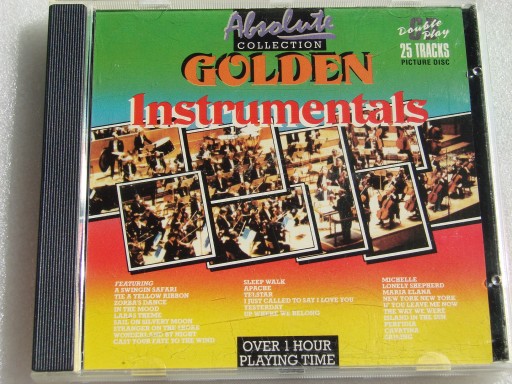 Absolute
COLLECTION
GOLDEN
Instrumentals
Double
Play
25 TRACKS
PICTURE DISC
FEATURING
A SWINGIN SAFARI
TIE A YELLOW RIBBON
ZORBA'S DANCE
IN THE MOOD
LARAS THEME
SAIL ON SILVERY MOON
STRANGER ON THE SHORE
WONDERLAND BY NIGHT
CAST YOUR FATE TO THE WIND
SLEEP WALK
APACHE
TELSTAR
I JUST CALLED TO SAY I LOVE YOU
YESTERDAY
UP WHERE WE BELONG
MICHELLE
LONELY SHEPHERD
MARIA ELANA
NEW YORK NEW YORK
IF YOU LEAVE ME NOW
THE WAY WE WERE
ISLAND IN THE SUN
PERFIDIA
CAVATINA
OVER 1 HOUR
PLAYING TIME